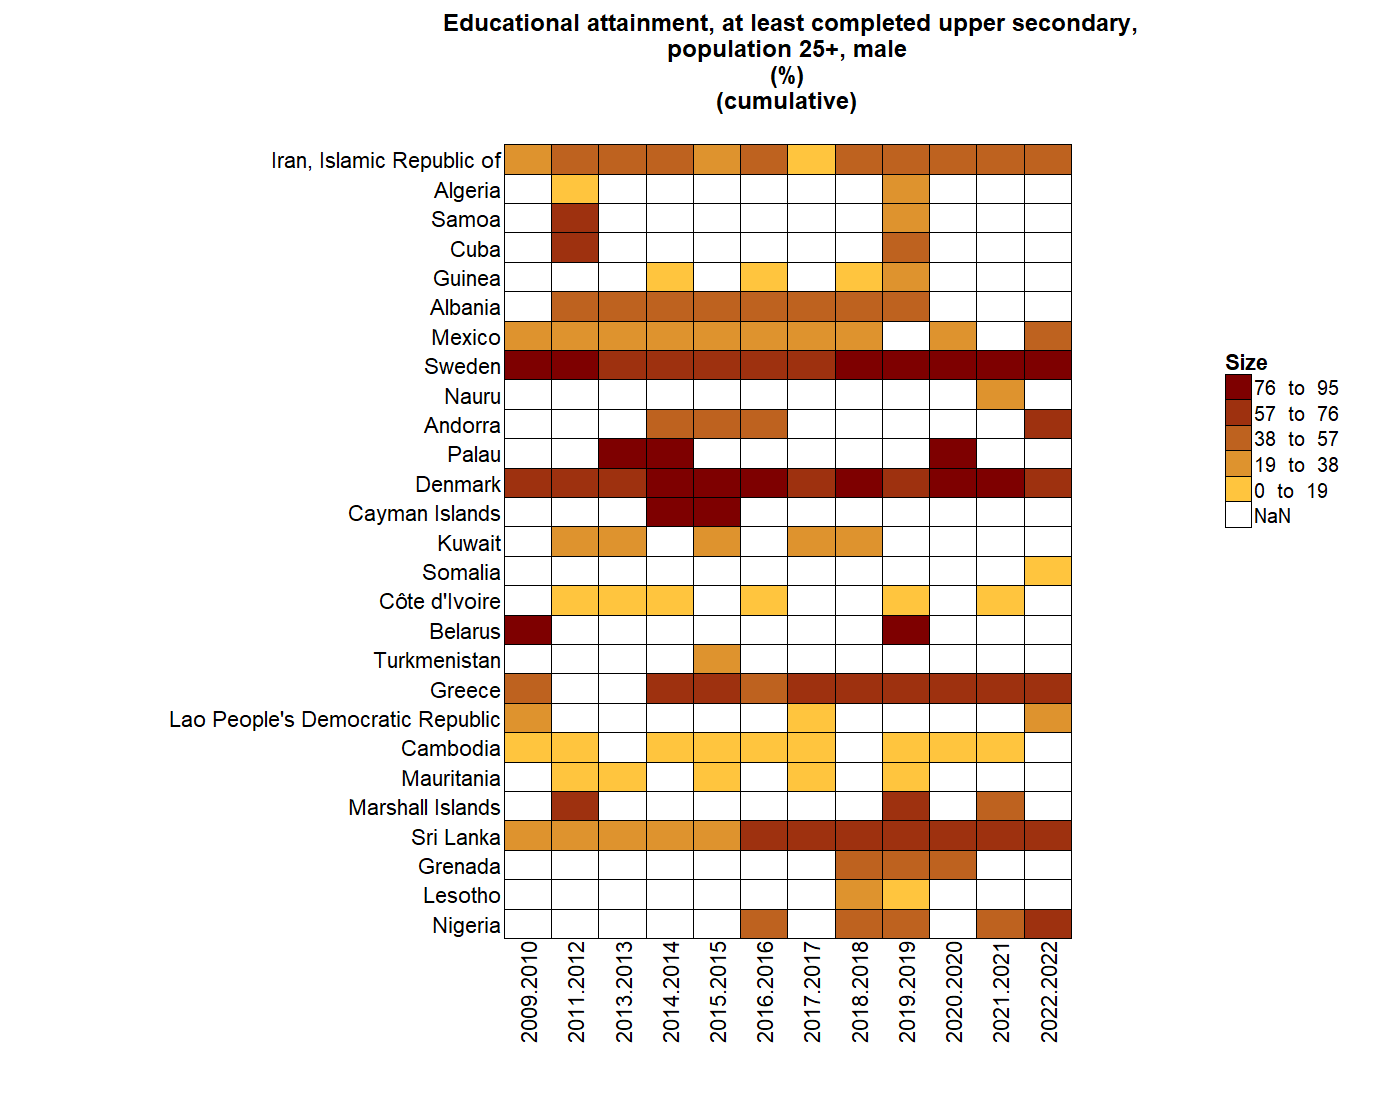 Educational attainment, at least completed upper secondary,
population 25+, male
(%)
(cumulative)
Iran, Islamic Republic of
Algeria
Samoa
Cuba
Guinea
Albania
Mexico
Sweden
Nauru
Andorra
Palau
Denmark
Cayman Islands
Kuwait
Somalia
Côte d'Ivoire
Belarus
Turkmenistan
Greece
Lao People's Democratic Republic
Cambodia
Mauritania
Marshall Islands
Sri Lanka
Grenada
Lesotho
Nigeria
2009.2010
2011.2012
2013.2013
2014.2014
2015.2015
2016.2016
2017.2017
2018.2018
2019.2019
2020.2020
2021.2021
2022.2022
Size
76 to 95
57 to 76
38 to 57
19 to 38
0 to 19
NaN